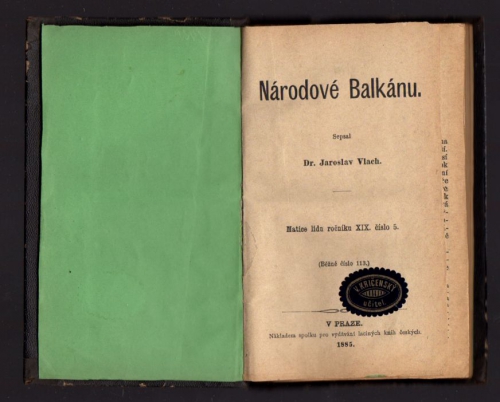 Národové Balkánu.
Sepsal
Dr. Jaroslav Vlach.
Matice lidu ročníku XIX. číslo 5.
(Běžné číslo 113.)
UČITEL
V PRAZE.
Nákladem spolku pro vydávání laciných knih českých.
1885.